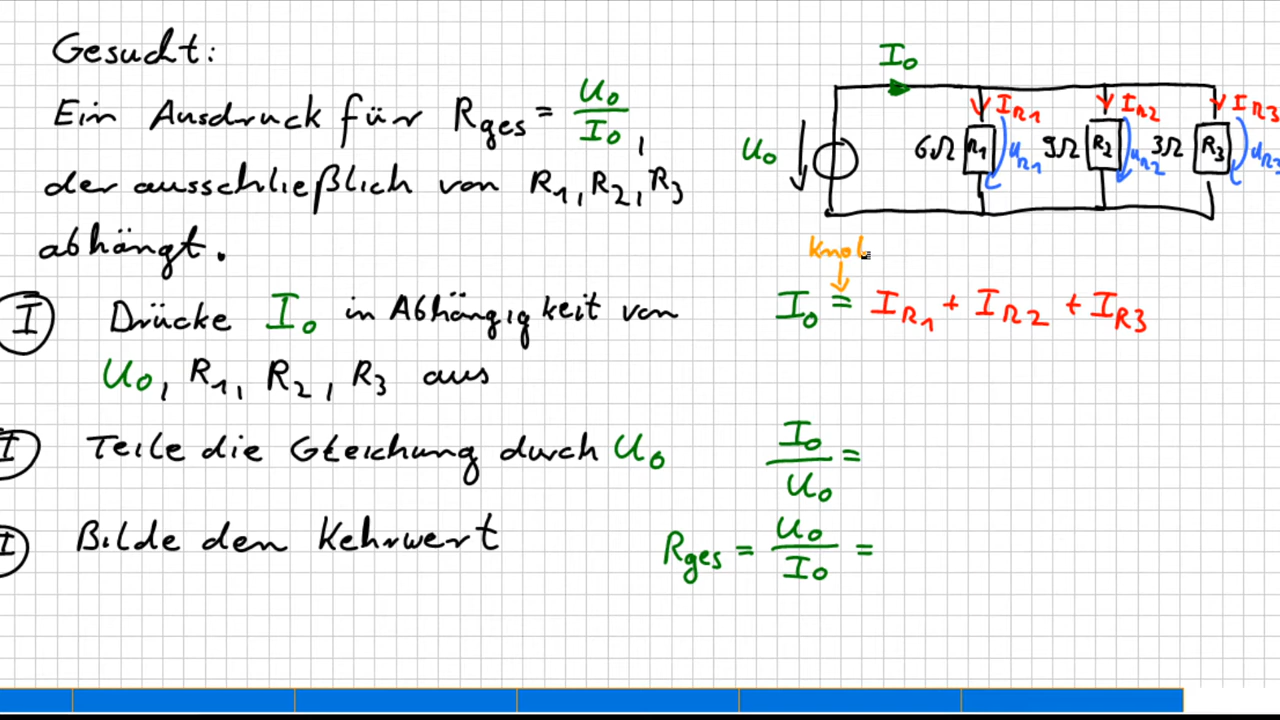 Gesucht:
Ein Ausdruck für Rges = U0/I0,
der ausschließlich von R1, R2, R3
abhängt.
I Drücke I0 in Abhängigkeit von
U0, R1, R2, R3 aus
I Teile die Gleichung durch U0
I Bilde den Kehrwert
I0
U0
6Ω R1 IR1 UR1
9Ω R2 IR2 UR2
3Ω R3 IR3 UR3
Knot
I0 = IR1 + IR2 + IR3
I0/U0 =
Rges = U0/I0 =